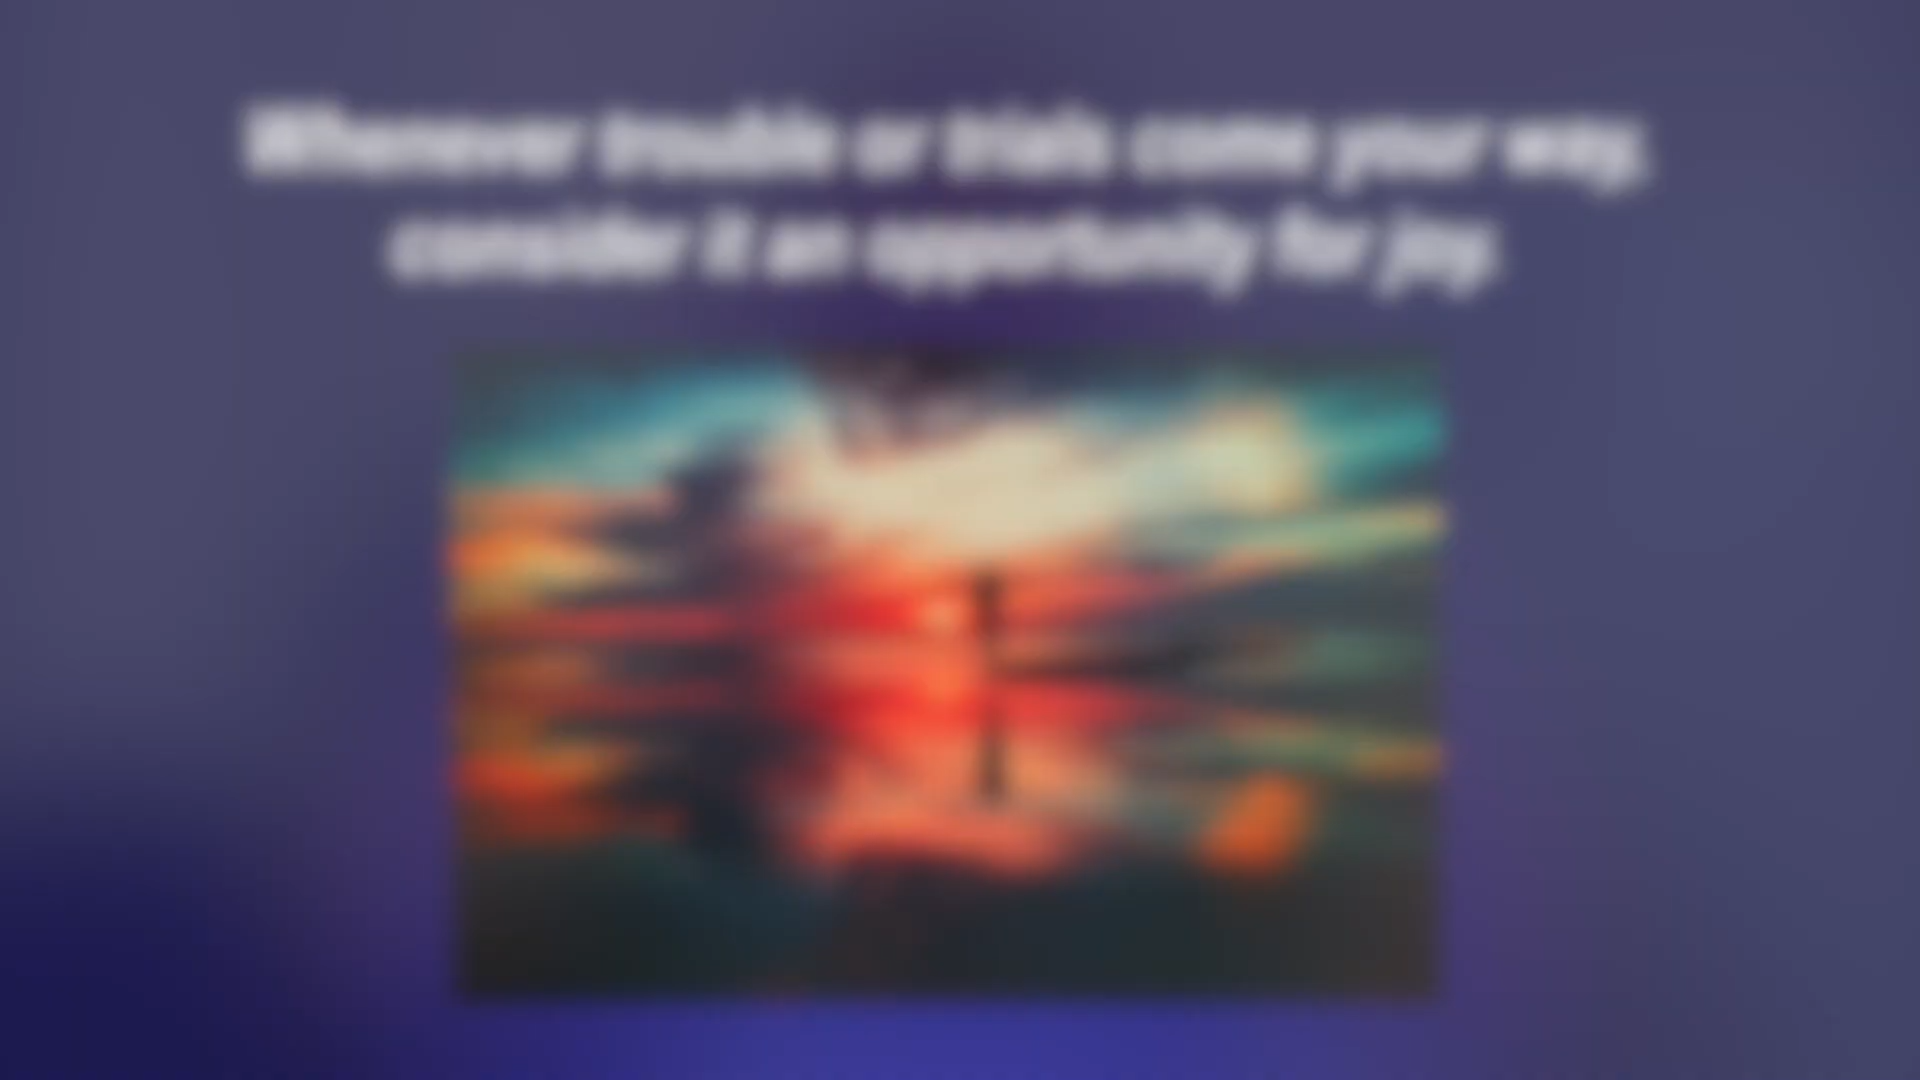 Whenever trouble or trials come your way,
consider it an opportunity for joy.